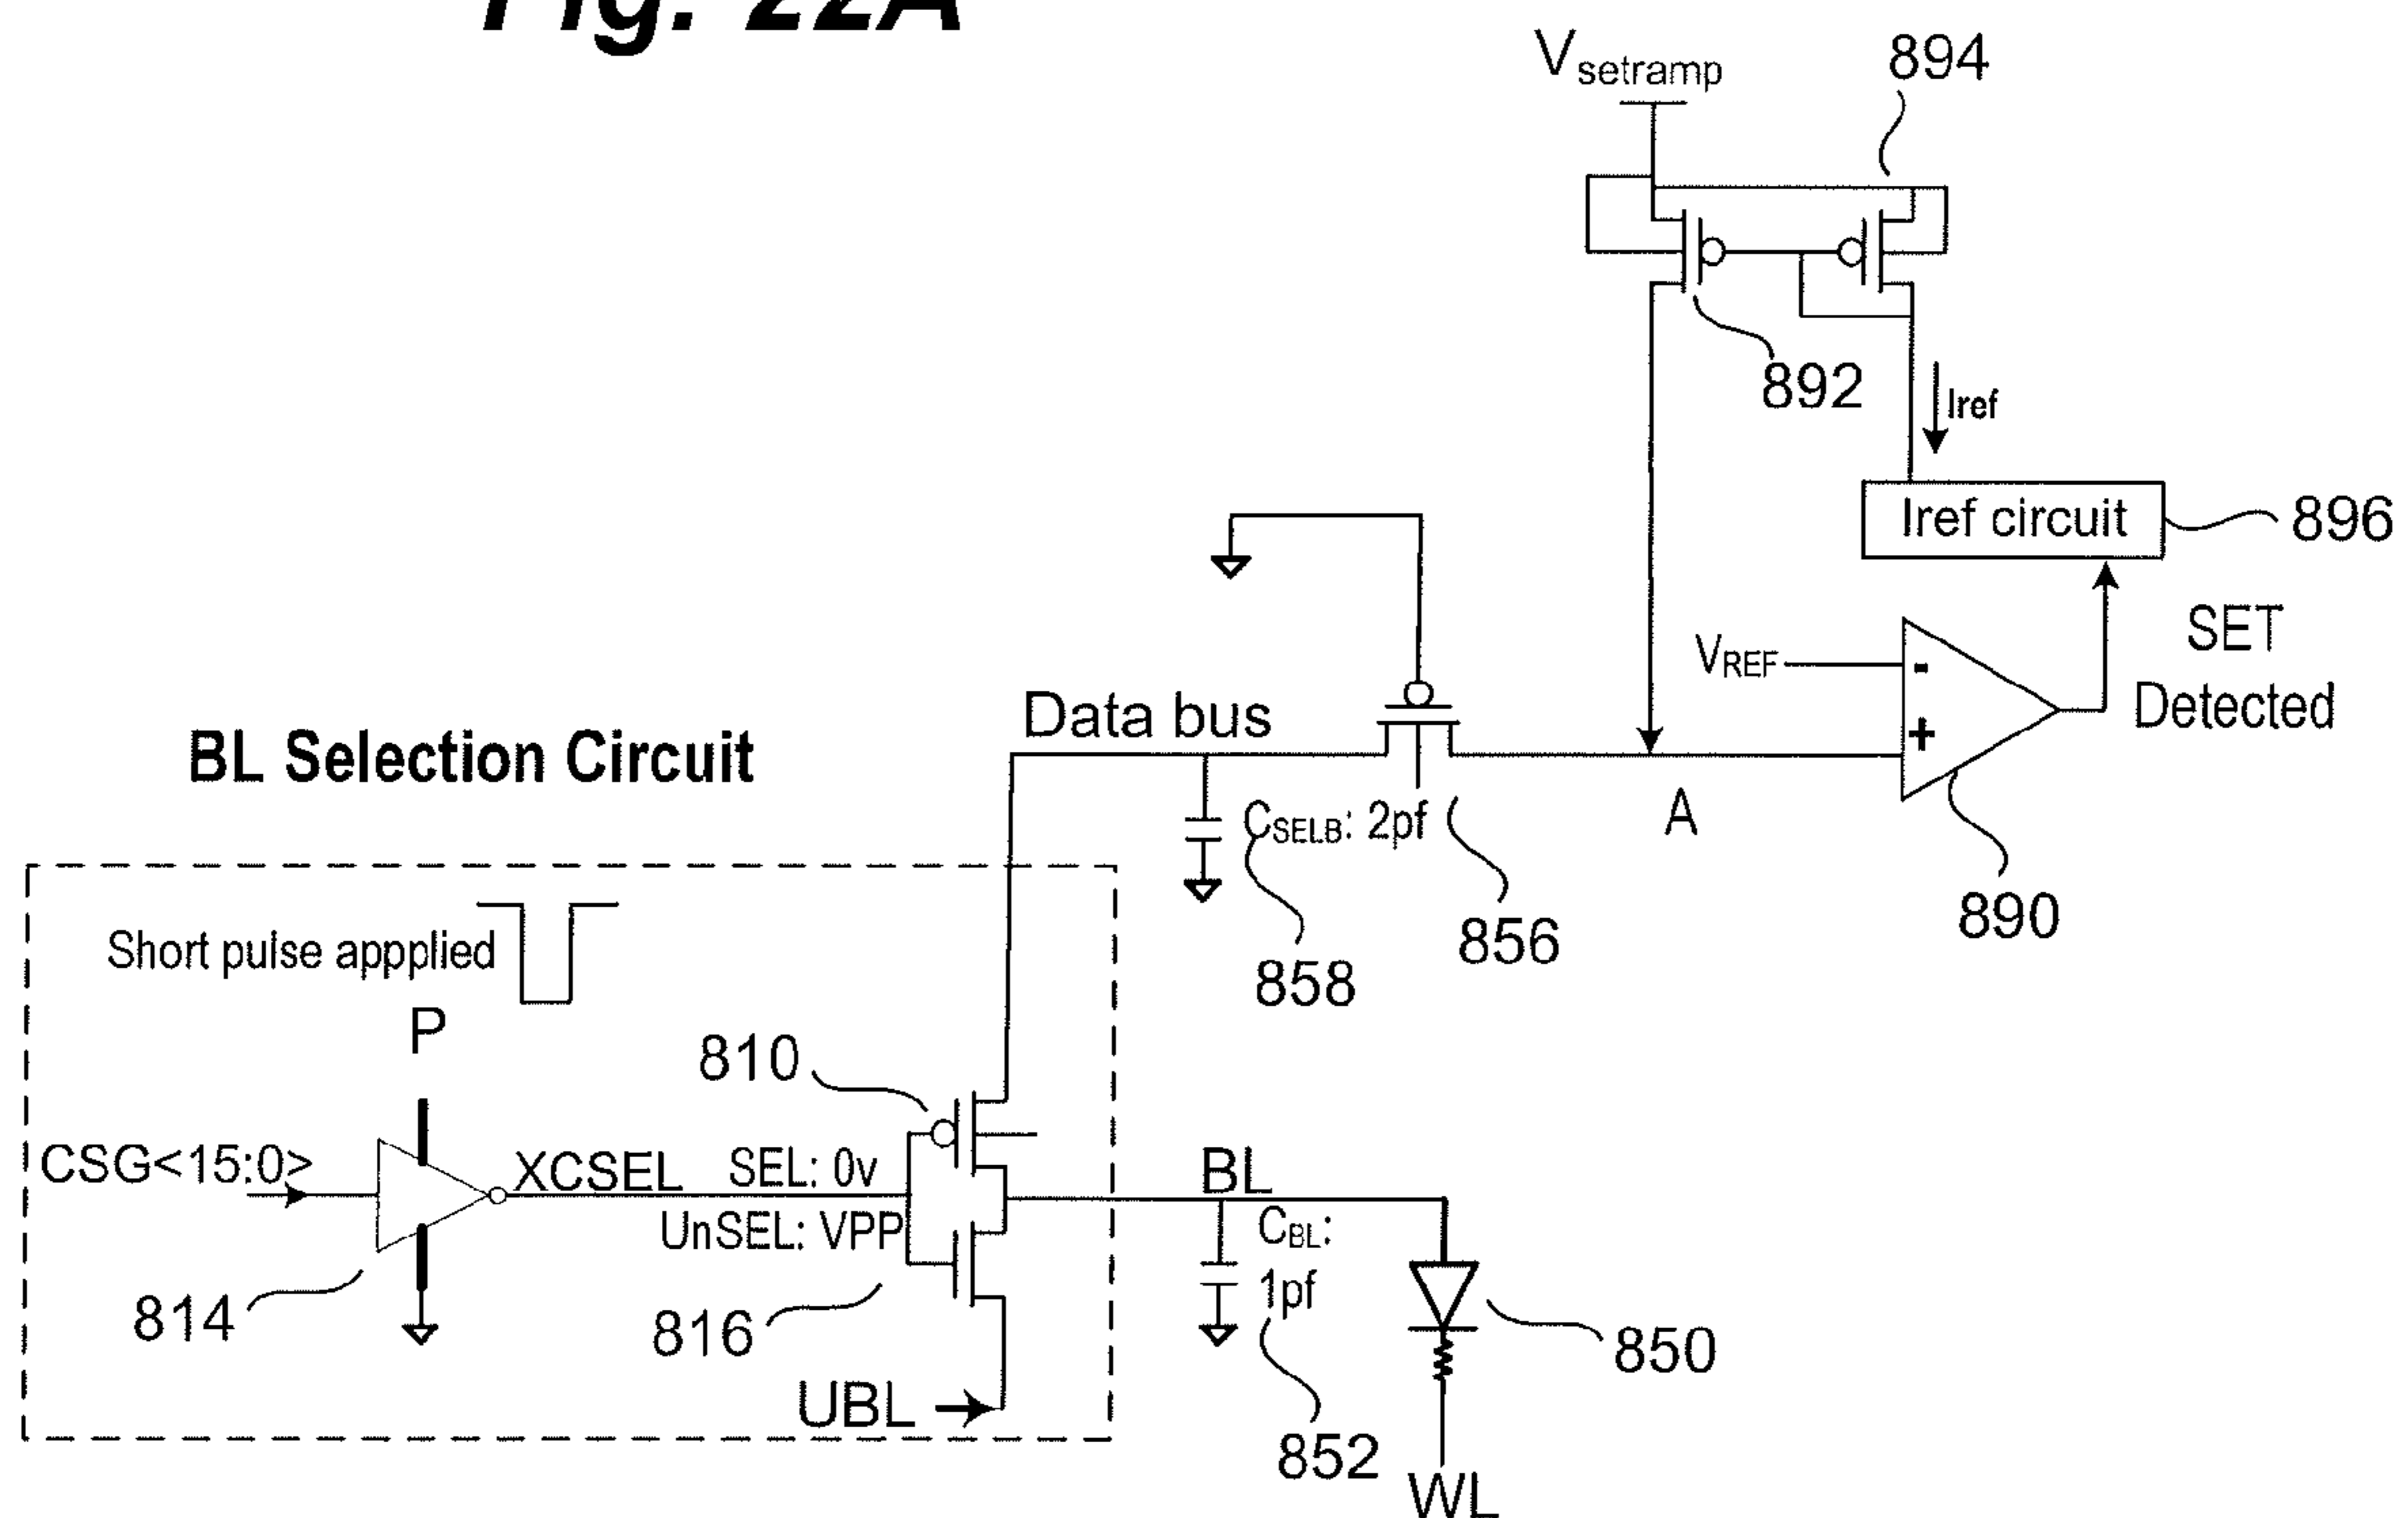 Fig. 22A
Vsetramp
894
892
Iref
Iref circuit
896
VREF
-
+
SET
Detected
Data bus
A
BL Selection Circuit
CSELB: 2pf
856
890
858
Short pulse appplied
P
810
CSG<15:0>
XCSEL
SEL: 0v
UnSEL: VPP
BL
CBL:
1pf
814
816
850
UBL
852
WL